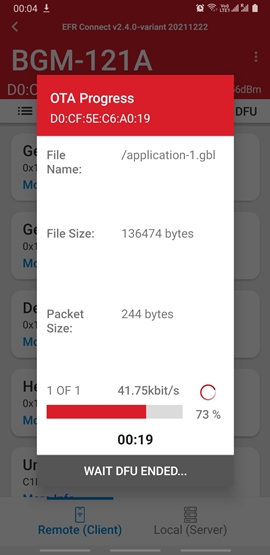 00:04
EFR Connect v2.4.0-variant 20211222
BGM-121A
D0:C
6dBm
DFU
OTA Progress
D0:CF:5E:C6:A0:19
Ge
0x1
Mo
File Name:
/application-1.gbl
Ge
0x1
Mo
File Size:
136474 bytes
De
0x1
Mo
Packet Size:
244 bytes
He
0x1
Mo
1 OF 1
41.75kbit/s
73 %
00:19
WAIT DFU ENDED...
Un
C1
More Info
Remote (Client)
Local (Server)